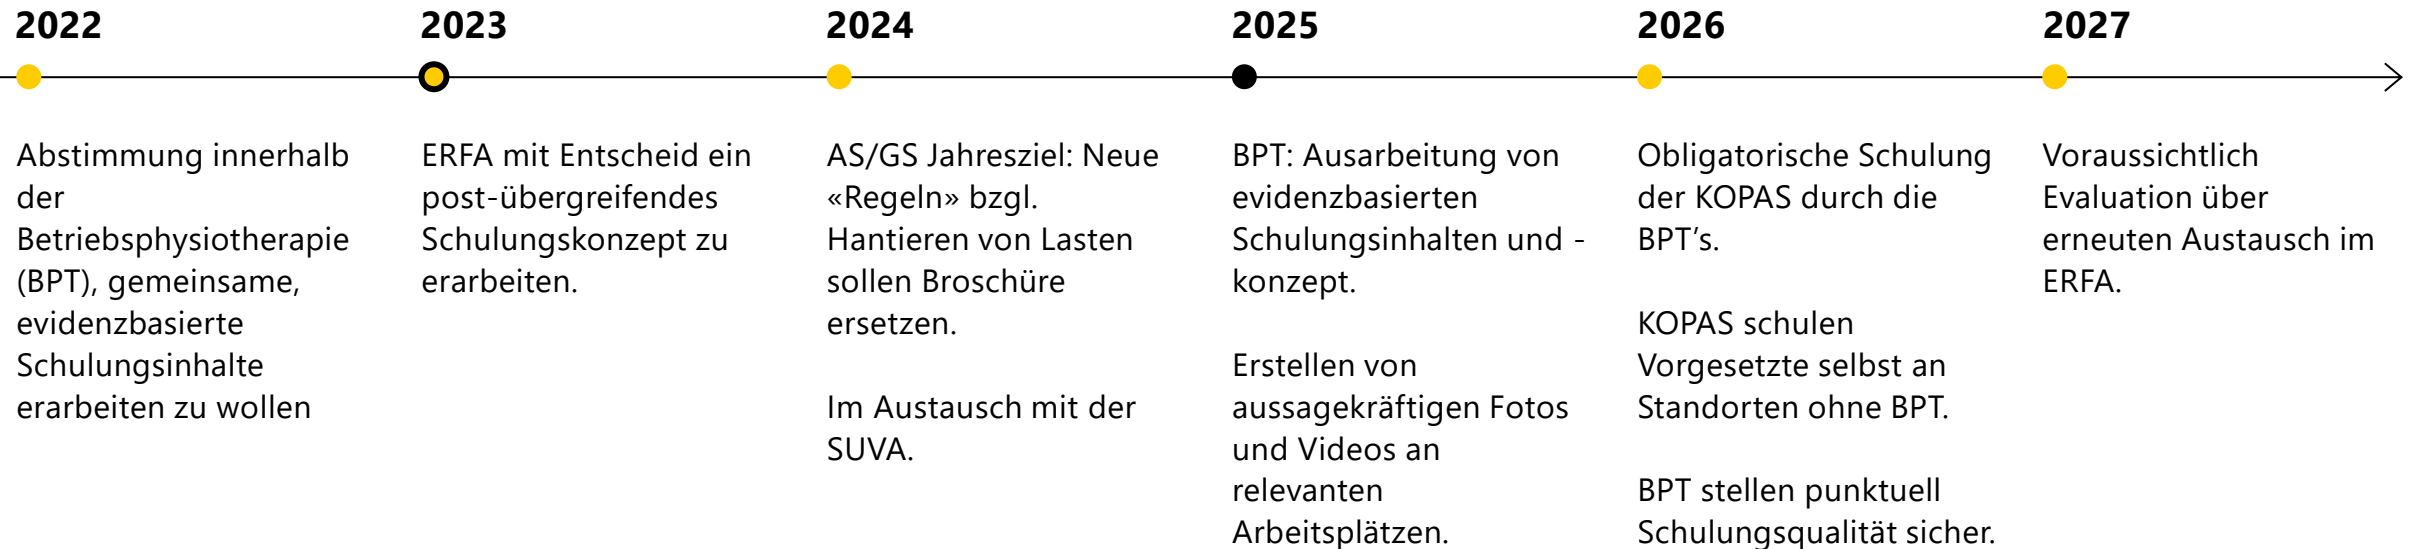 2022
Abstimmung innerhalb
der
Betriebsphysiotherapie
(BPT), gemeinsame,
evidenzbasierte
Schulungsinhalte
erarbeiten zu wollen
2023
ERFA mit Entscheid ein
post-übergreifendes
Schulungskonzept zu
erarbeiten.
2024
AS/GS Jahresziel: Neue
«Regeln» bzgl.
Hantieren von Lasten
sollen Broschüre
ersetzen.
Im Austausch mit der
SUVA.
2025
BPT: Ausarbeitung von
evidenzbasierten
Schulungsinhalten und -
konzept.
Erstellen von
aussagekräftigen Fotos
und Videos an
relevanten
Arbeitsplätzen.
2026
Obligatorische Schulung
der KOPAS durch die
BPT’s.
KOPAS schulen
Vorgesetzte selbst an
Standorten ohne BPT.
BPT stellen punktuell
Schulungsqualität sicher.
2027
Voraussichtlich
Evaluation über
erneuten Austausch im
ERFA.